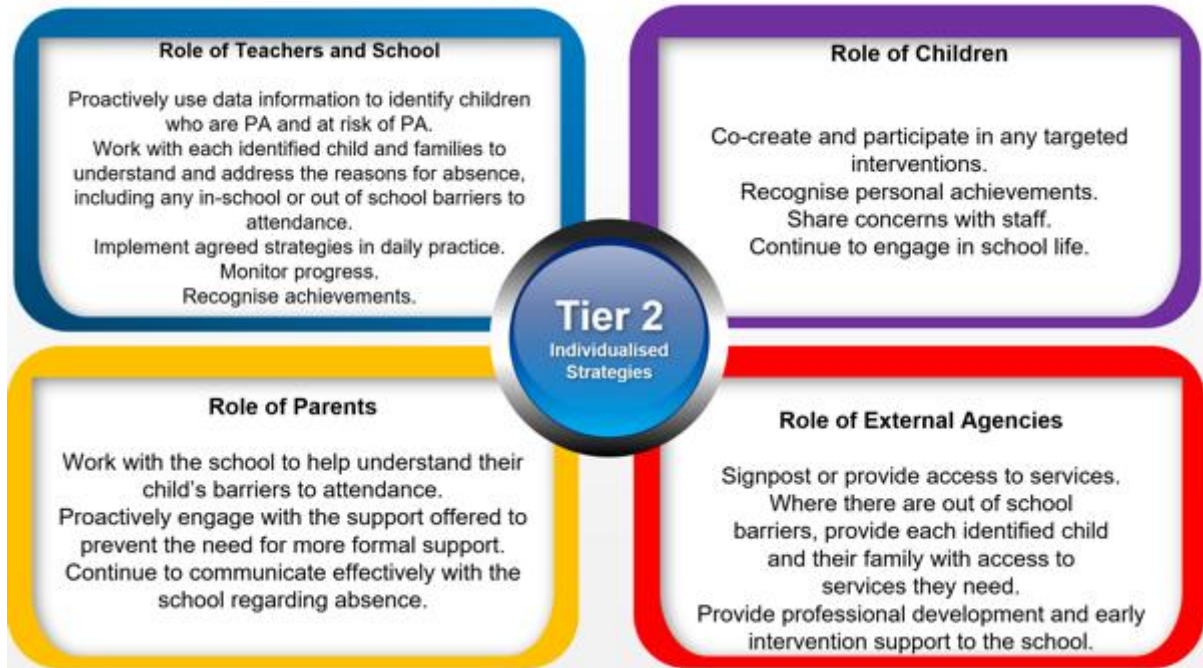 Role of Teachers and School
Proactively use data information to identify children
who are PA and at risk of PA.
Work with each identified child and families to
understand and address the reasons for absence,
including any in-school or out of school barriers to
attendance.
Implement agreed strategies in daily practice.
Monitor progress.
Recognise achievements.
Role of Children
Co-create and participate in any targeted
interventions.
Recognise personal achievements.
Share concerns with staff.
Continue to engage in school life.
Tier 2
Individualised
Strategies
Role of Parents
Work with the school to help understand their
child's barriers to attendance.
Proactively engage with the support offered to
prevent the need for more formal support.
Continue to communicate effectively with the
school regarding absence.
Role of External Agencies
Signpost or provide access to services.
Where there are out of school
barriers, provide each identified child
and their family with access to
services they need.
Provide professional development and early
intervention support to the school.